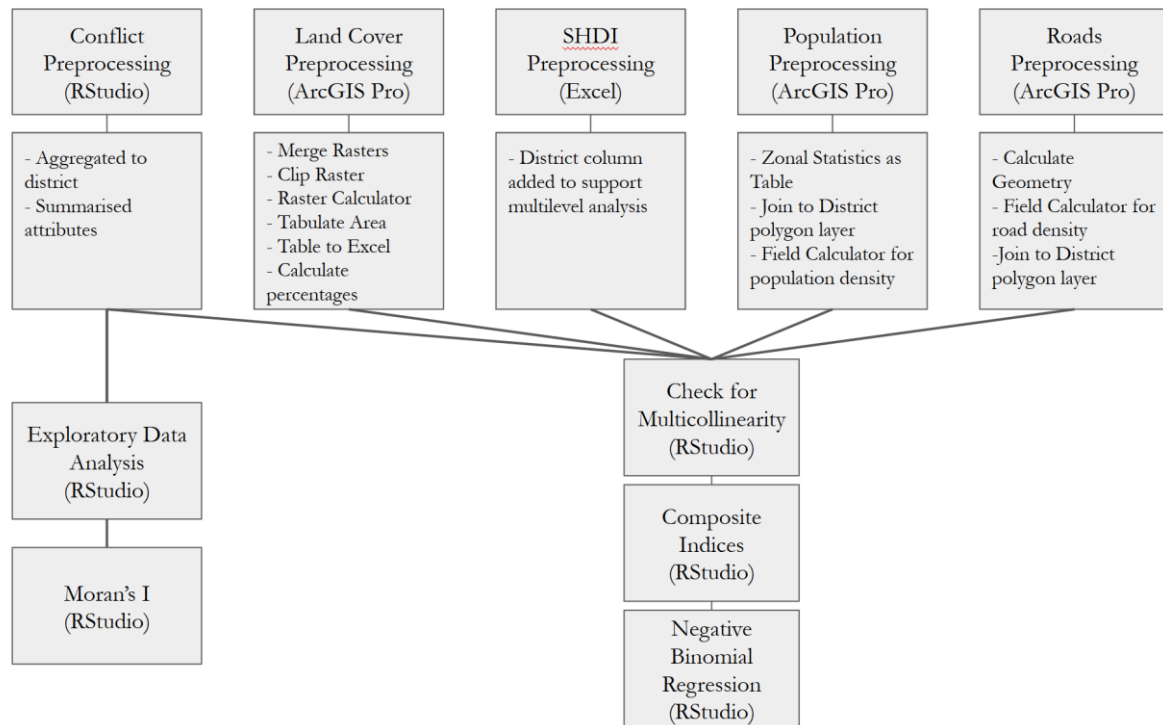 Conflict
Preprocessing
(RStudio)
Land Cover
Preprocessing
(ArcGIS Pro)
SHDI
Preprocessing
(Excel)
Population
Preprocessing
(ArcGIS Pro)
Roads
Preprocessing
(ArcGIS Pro)
- Aggregated to
district
- Summarised
attributes
- Merge Rasters
- Clip Raster
- Raster Calculator
- Tabulate Area
- Table to Excel
- Calculate
percentages
- District column
added to support
multilevel analysis
- Zonal Statistics as
Table
- Join to District
polygon layer
- Field Calculator for
population density
- Calculate
Geometry
- Field Calculator for
road density
-Join to District
polygon layer
Exploratory Data
Analysis
(RStudio)
Moran’s I
(RStudio)
Check for
Multicollinearity
(RStudio)
Composite
Indices
(RStudio)
Negative
Binomial
Regression
(RStudio)